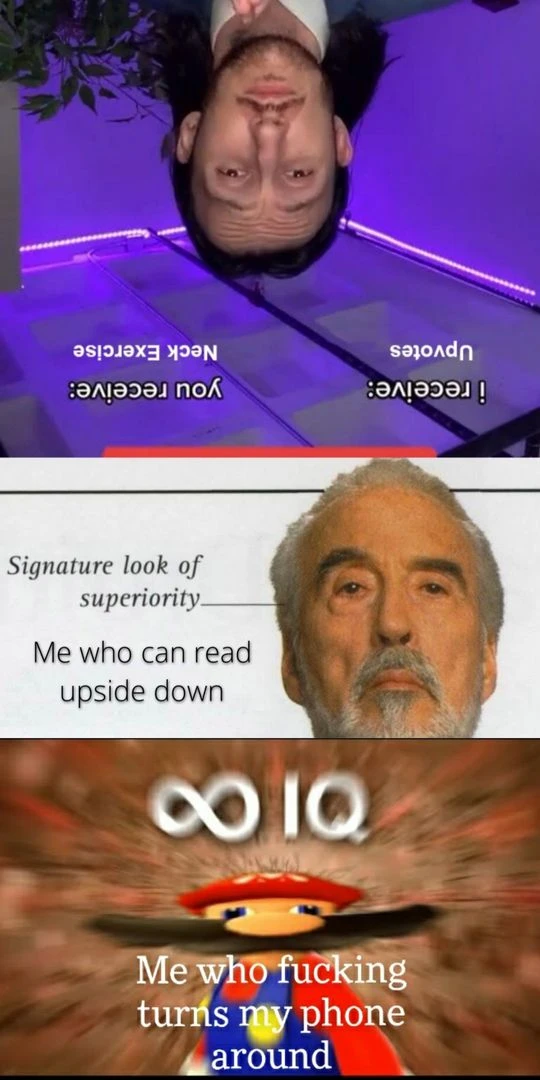 I receive:
you receive:
Upvotes
Neck Exercise
Signature look of
superiority
Me who can read
upside down
∞ IQ
Me who fucking
turns my phone
around